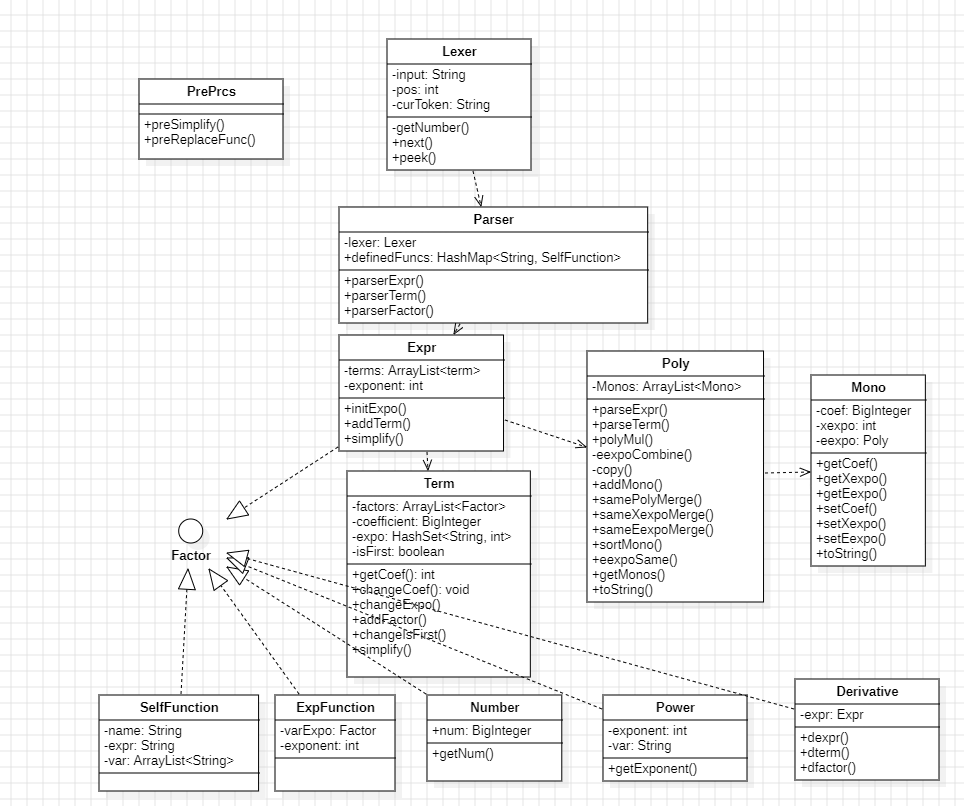 Lexer
-input: String
-pos: int
-curToken: String
-getNumber()
+next()
+peek()
PrePrcs
+preSimplify()
+preReplaceFunc()
Parser
-lexer: Lexer
+definedFuncs: HashMap<String, SelfFunction>
+parserExpr()
+parserTerm()
+parserFactor()
Expr
-terms: ArrayList<term>
-exponent: int
+initExpo()
+addTerm()
+simplify()
Poly
-Monos: ArrayList<Mono>
+parseExpr()
+parseTerm()
+polyMul()
-eexpoCombine()
-copy()
+addMono()
+samePolyMerge()
+sameXexpoMerge()
+sameEexpoMerge()
+sortMono()
+eexpoSame()
+getMonos()
+toString()
Mono
-coef: BigInteger
-xexpo: int
-eexpo: Poly
+getCoef()
+getXexpo()
+getEexpo()
+setCoef()
+setXexpo()
+setEexpo()
+toString()
Term
-factors: ArrayList<Factor>
-coefficient: BigInteger
-expo: HashSet<String, int>
-isFirst: boolean
+getCoef(): int
+changeCoef(): void
+changeExpo()
+addFactor()
+changeIsFirst()
+simplify()
Factor
SelfFunction
-name: String
-expr: String
-var: ArrayList<String>
ExpFunction
-varExpo: Factor
-exponent: int
Number
+num: BigInteger
+getNum()
Power
-exponent: int
-var: String
+getExponent()
Derivative
-expr: Expr
+dexpr()
+dterm()
+dfactor()